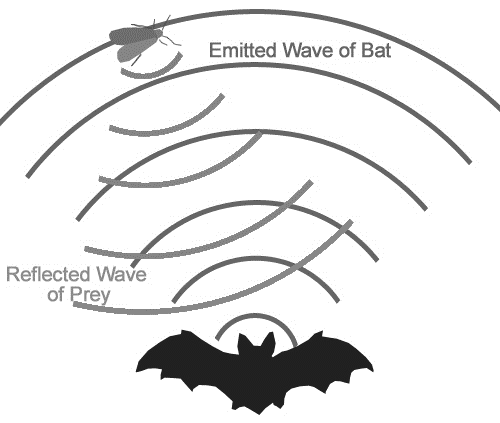 Emitted Wave of Bat
Reflected Wave
of Prey